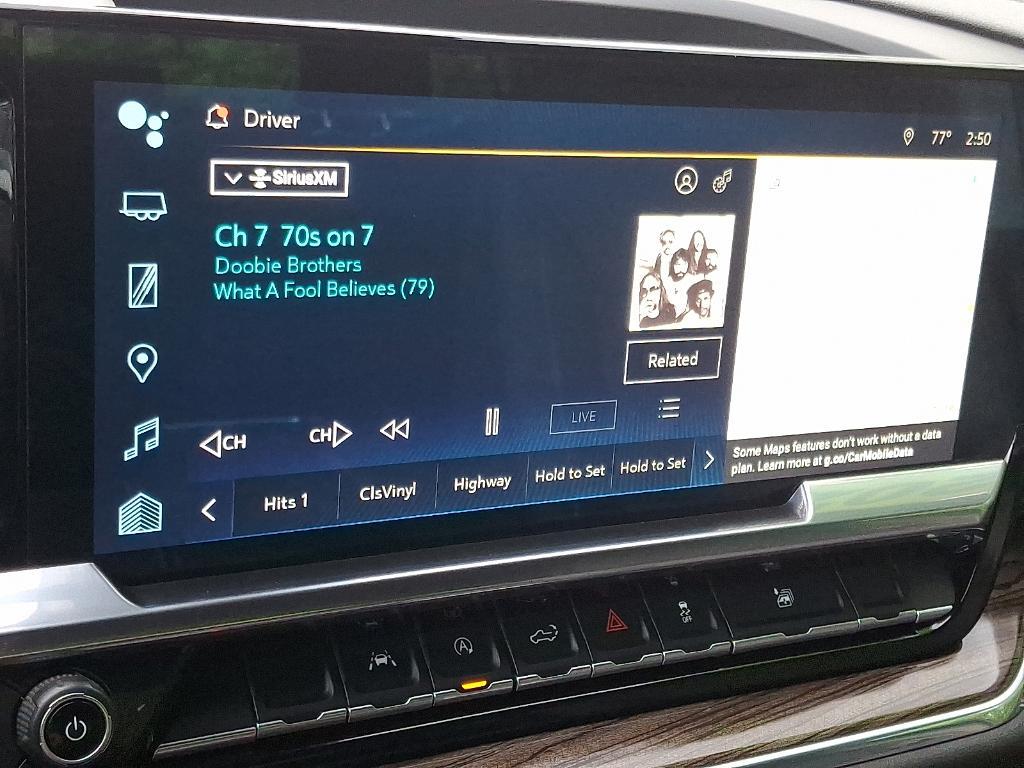 Driver
77° 2:50
SiriusXM
Ch 7 70s on 7
Doobie Brothers
What A Fool Believes (79)
Related
CH CH LIVE
Hits 1 ClsVinyl Highway Hold to Set Hold to Set
Some Maps features don't work without a data
plan. Learn more at g.co/CarMobileData
A
OFF